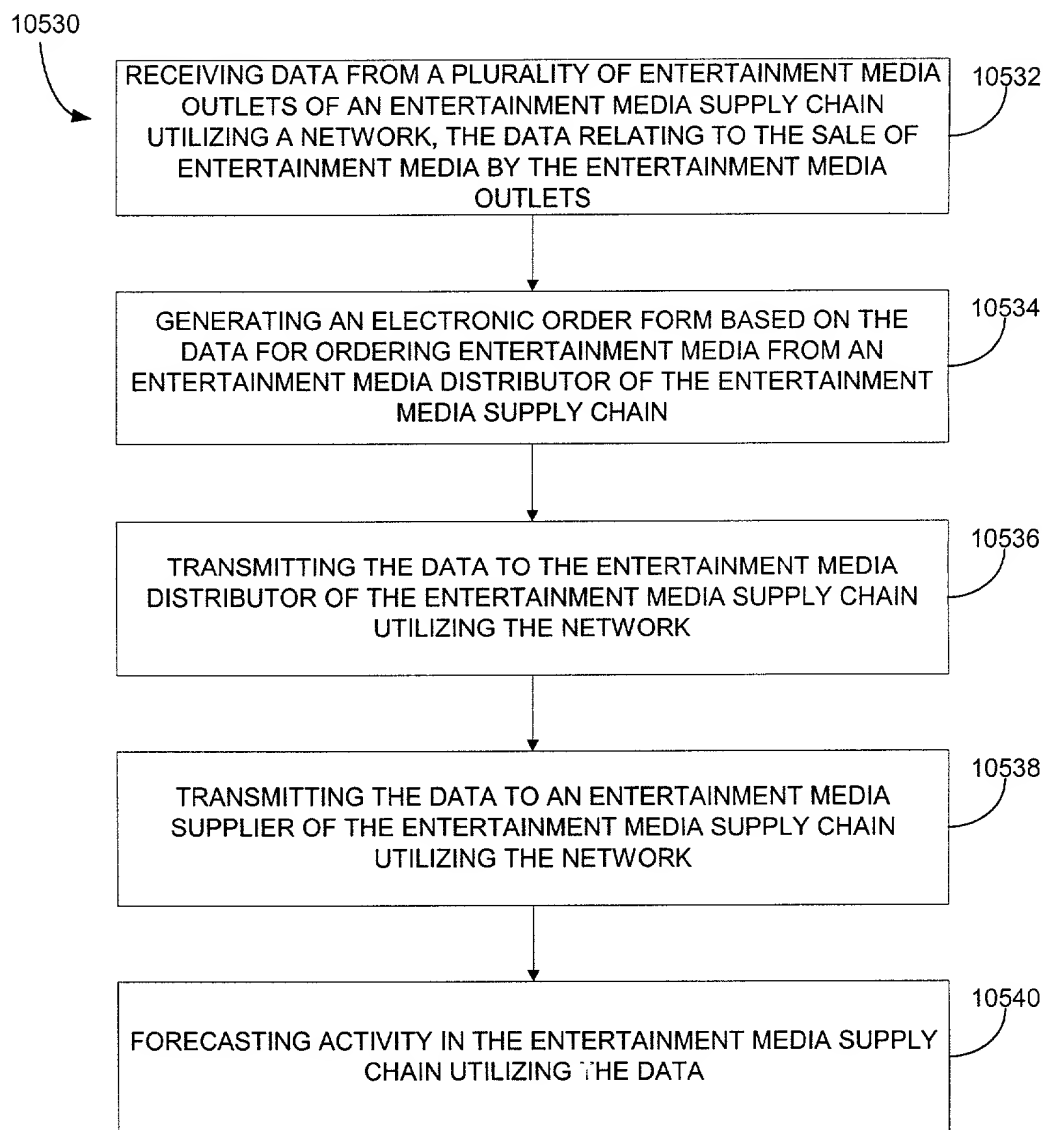 10530
RECEIVING DATA FROM A PLURALITY OF ENTERTAINMENT MEDIA
OUTLETS OF AN ENTERTAINMENT MEDIA SUPPLY CHAIN
UTILIZING A NETWORK, THE DATA RELATING TO THE SALE OF
ENTERTAINMENT MEDIA BY THE ENTERTAINMENT MEDIA
OUTLETS
10532
GENERATING AN ELECTRONIC ORDER FORM BASED ON THE
DATA FOR ORDERING ENTERTAINMENT MEDIA FROM AN
ENTERTAINMENT MEDIA DISTRIBUTOR OF THE ENTERTAINMENT
MEDIA SUPPLY CHAIN
10534
TRANSMITTING THE DATA TO THE ENTERTAINMENT MEDIA
DISTRIBUTOR OF THE ENTERTAINMENT MEDIA SUPPLY CHAIN
UTILIZING THE NETWORK
10536
TRANSMITTING THE DATA TO AN ENTERTAINMENT MEDIA
SUPPLIER OF THE ENTERTAINMENT MEDIA SUPPLY CHAIN
UTILIZING THE NETWORK
10538
FORECASTING ACTIVITY IN THE ENTERTAINMENT MEDIA SUPPLY
CHAIN UTILIZING THE DATA
10540